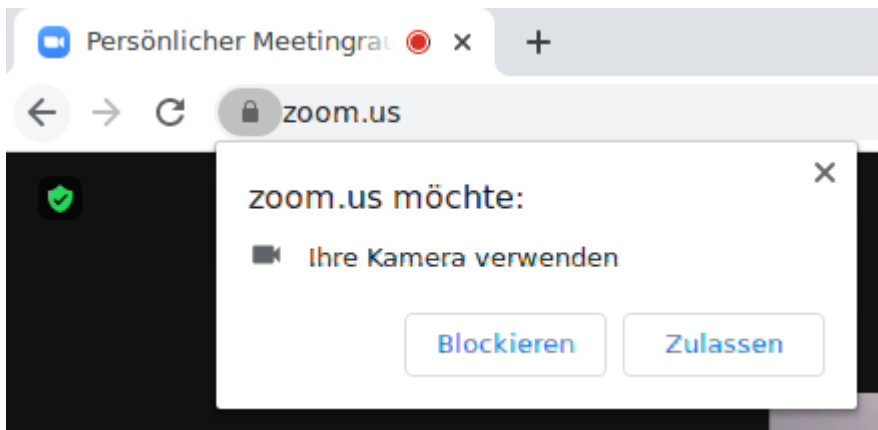 Persönlicher Meetingrau
zoom.us
zoom.us möchte:
Ihre Kamera verwenden
Blockieren Zulassen